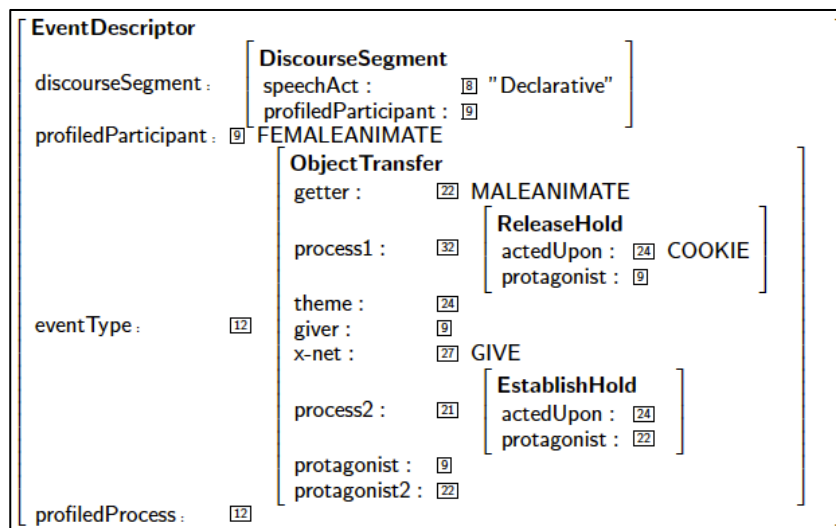 EventDescriptor
DiscourseSegment
speechAct : 8 "Declarative"
discourseSegment :
profiledParticipant : 9
profiledParticipant : 9 FEMALEANIMATE
ObjectTransfer
getter : 22 MALEANIMATE
ReleaseHold
process1 : 32 actedUpon : 24 COOKIE
protagonist : 9
theme : 24
eventType : 12 giver : 9
x-net : 27 GIVE
EstablishHold
process2 : 21 actedUpon : 24
protagonist : 22
protagonist : 9
protagonist2 : 22
profiledProcess : 12